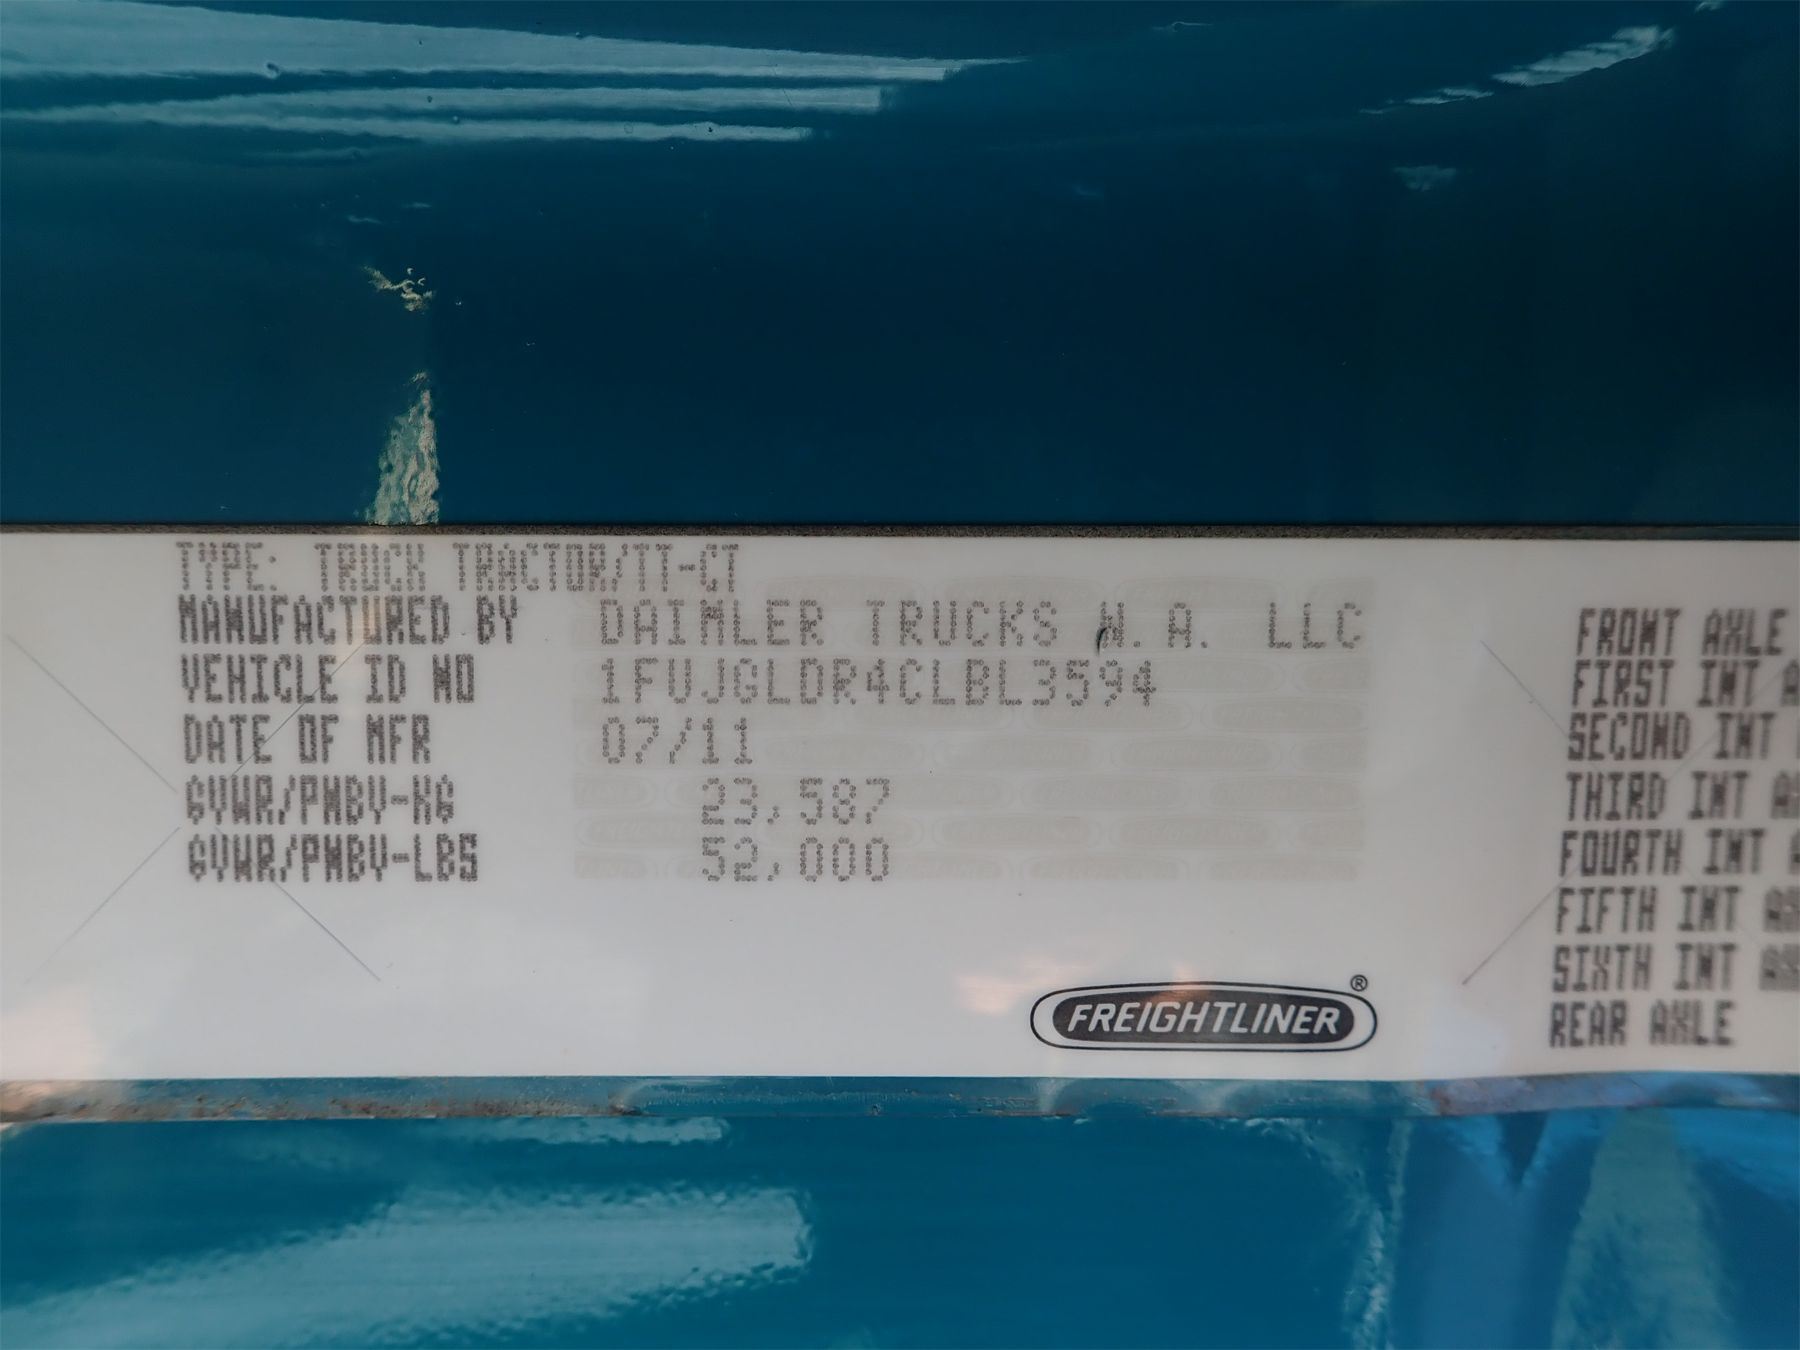 TYPE: TRUCK TRACTOR/TT-CT
MANUFACTURED BY DAIMLER TRUCKS N.A. LLC
VEHICLE ID NO 1FUJGLDR4CLBL3594
DATE OF MFR 07/11
GVWR/PNBV-KG 23,587
GVWR/PNBV-LBS 52,000
FREIGHTLINER®
FRONT AXLE
FIRST INT A
SECOND INT
THIRD INT A
FOURTH INT A
FIFTH INT AX
SIXTH INT AX
REAR AXLE